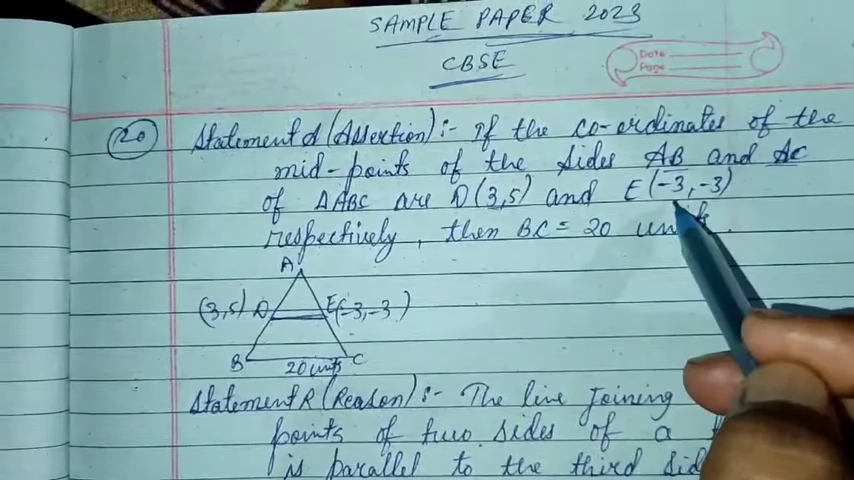 SAMPLE PAPER 2023
CBSE
Date
Page
20 Statement A (Assertion) :- If the co-ordinates of the
mid-points of the sides AB and AC
of ΔABC are D(3,5) and E(-3,-3)
respectively, then BC = 20 units.
A
(3,5) D E(-3,-3)
B 20 units C
Statement R (Reason) :- The line joining
points of two sides of a
is parallel to the third